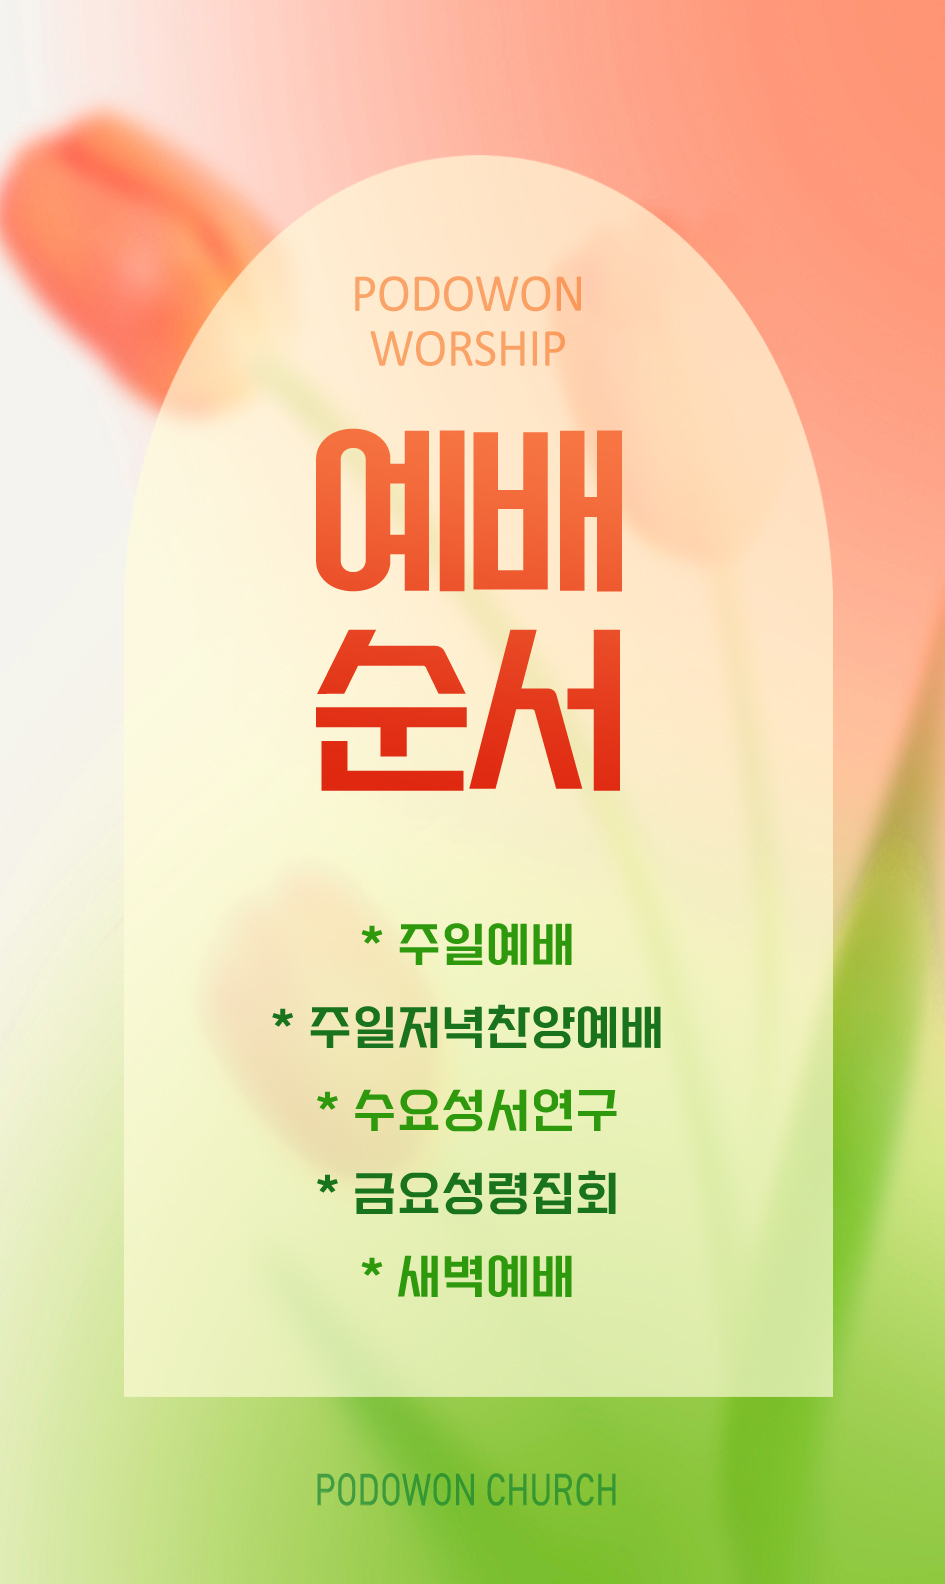 PODOWON
WORSHIP
예배
순서
* 주일예배
* 주일저녁찬양예배
* 수요성서연구
* 금요성령집회
* 새벽예배
PODOWON CHURCH